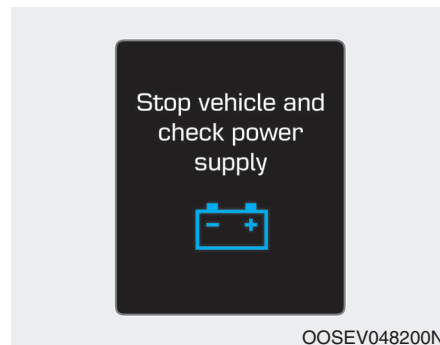 Stop vehicle and
check power
supply
- +
OOSEV048200N